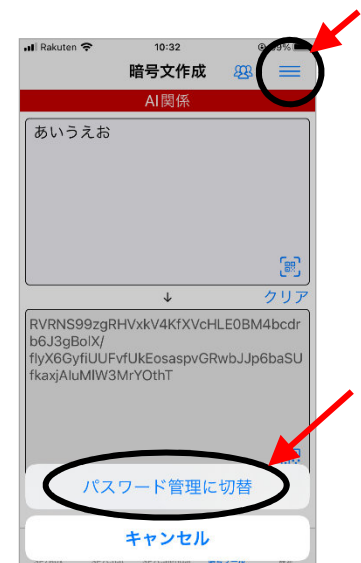 Rakuten
10:32
99%
暗号文作成
AI関係
あいうえお
クリア
↓
RVRNS99zgRHVxkV4KfXVcHLE0BM4bcdr
b6J3gBolX/
flyX6GyfiUUFvfUkEosaspvGRwbJJp6baSU
fkaxjAluMIW3MrYOthT
パスワード管理に切替
キャンセル